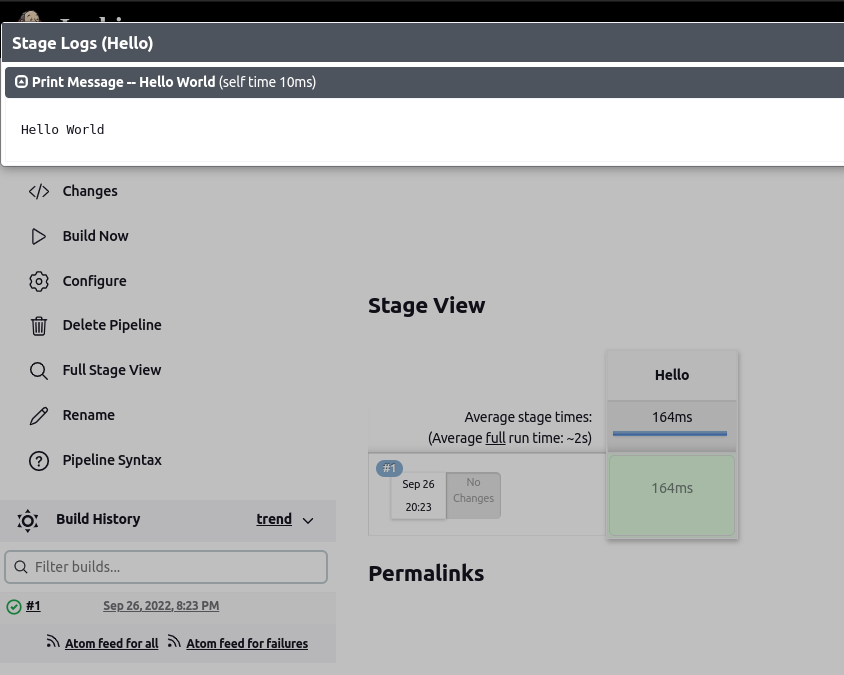 Stage Logs (Hello)
Print Message -- Hello World (self time 10ms)
Hello World
Changes
Build Now
Configure
Delete Pipeline
Full Stage View
Rename
Pipeline Syntax
Build History trend
Filter builds...
#1 Sep 26, 2022, 8:23 PM
Atom feed for all Atom feed for failures
Stage View
Hello
Average stage times: 164ms
(Average full run time: ~2s)
#1
Sep 26
20:23
No
Changes
164ms
Permalinks